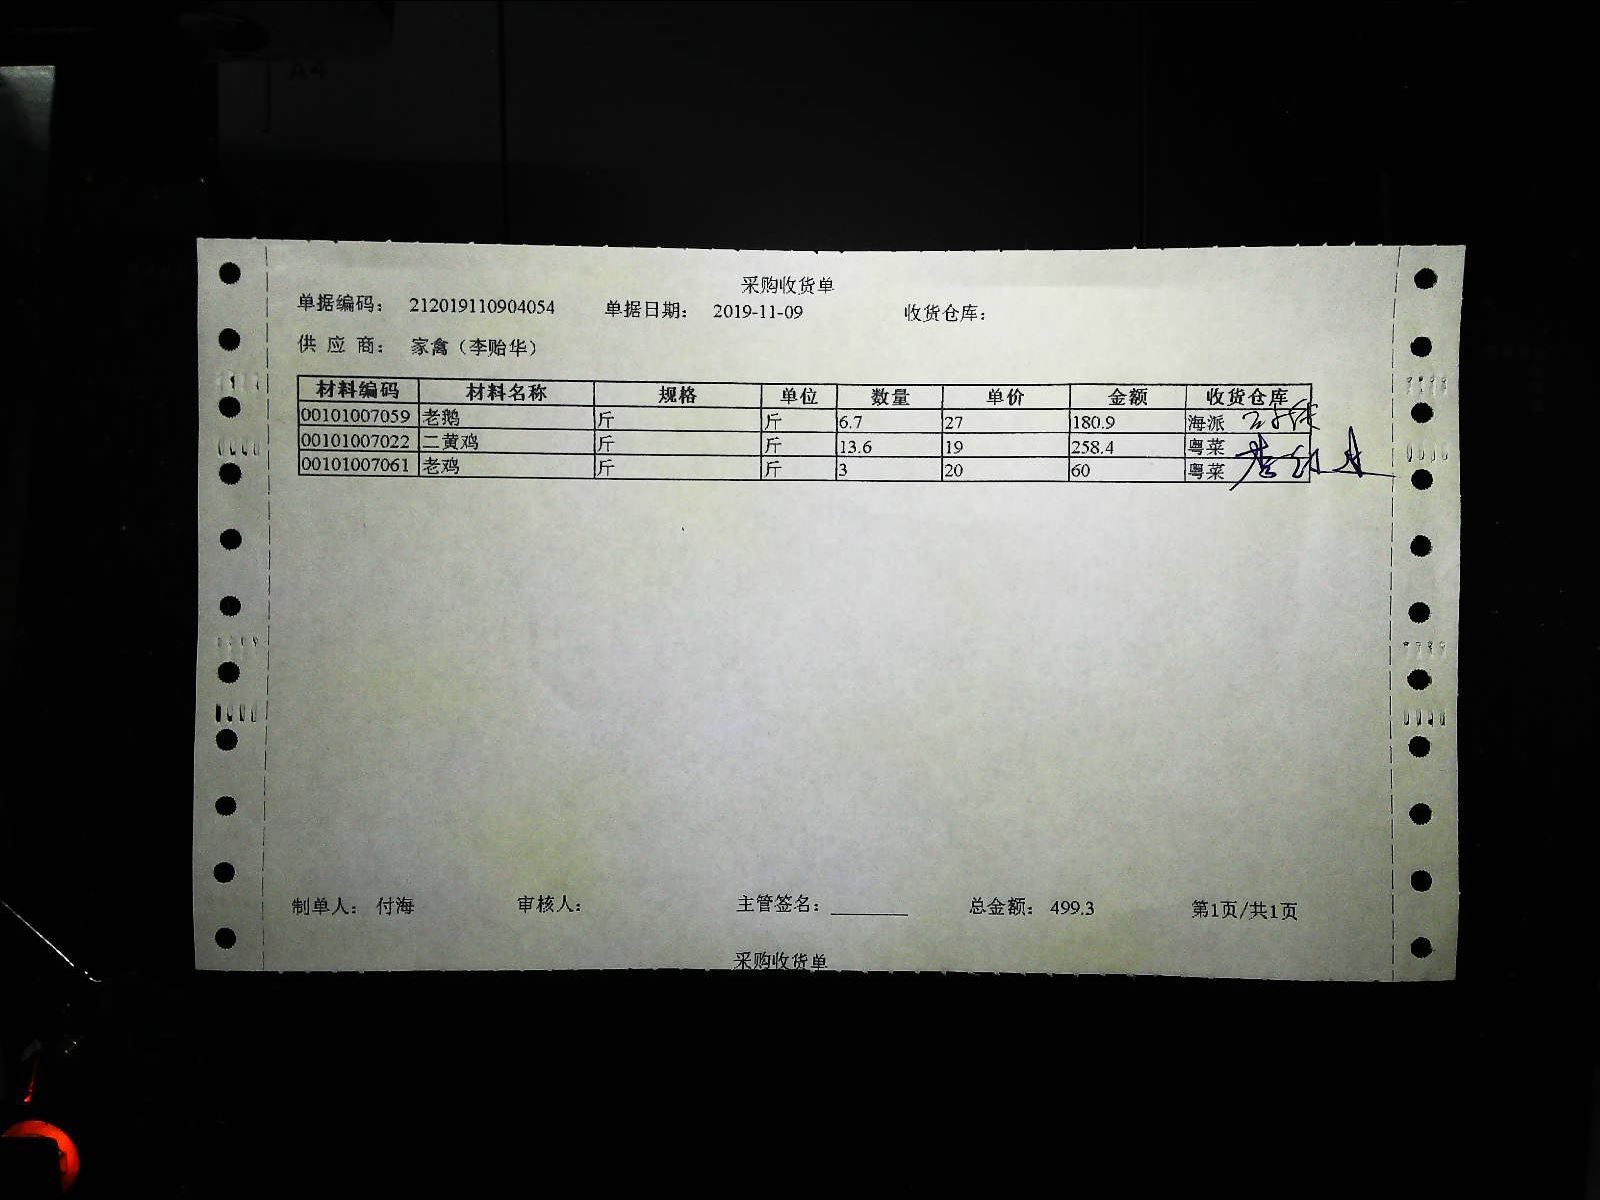 采购收货单
单据编码： 212019110904054 单据日期： 2019-11-09 收货仓库：
供 应 商： 家禽（李贻华）
材料编码 材料名称 规格 单位 数量 单价 金额 收货仓库
00101007059 老鹅 斤 斤 6.7 27 180.9 海派
00101007022 二黄鸡 斤 斤 13.6 19 258.4 粤菜
00101007061 老鸡 斤 斤 3 20 60 粤菜
制单人： 付海 审核人： 主管签名： 总金额： 499.3 第1页/共1页
采购收货单